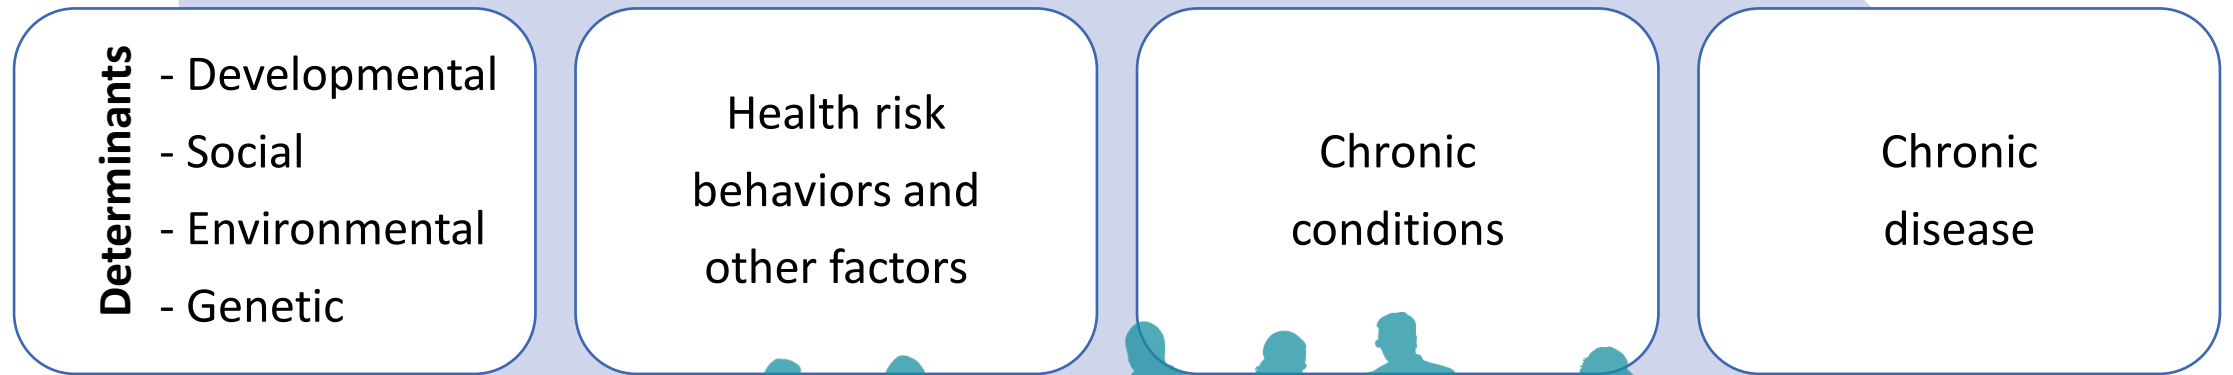 Determinants
- Developmental
- Social
- Environmental
- Genetic
Health risk
behaviors and
other factors
Chronic
conditions
Chronic
disease